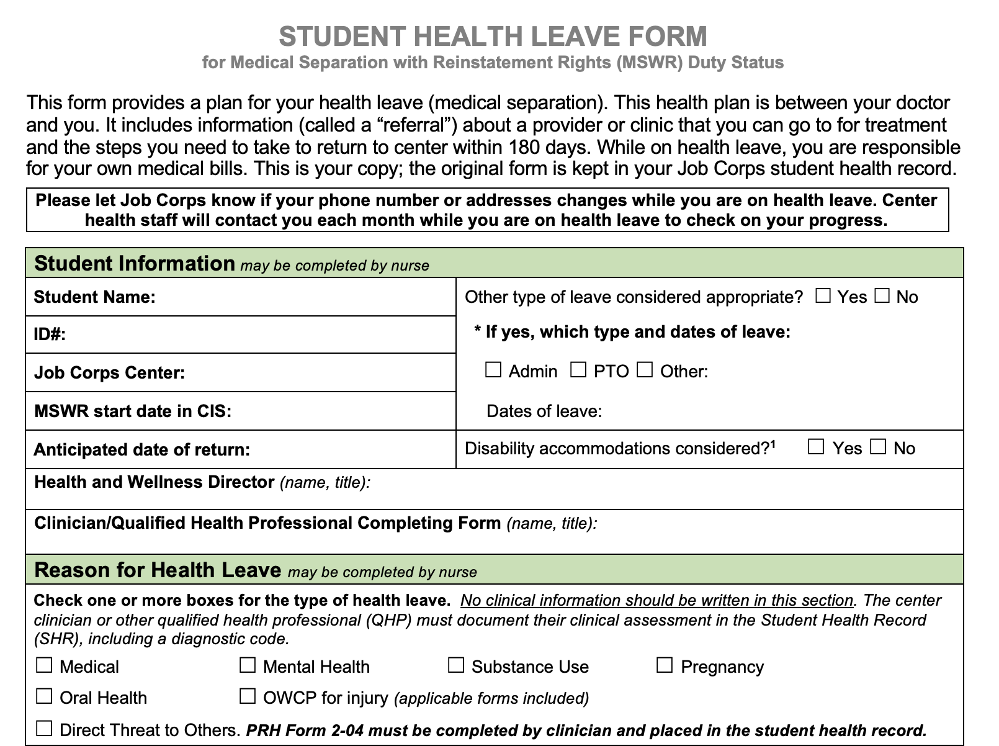 STUDENT HEALTH LEAVE FORM
for Medical Separation with Reinstatement Rights (MSWR) Duty Status
This form provides a plan for your health leave (medical separation). This health plan is between your doctor
and you. It includes information (called a “referral”) about a provider or clinic that you can go to for treatment
and the steps you need to take to return to center within 180 days. While on health leave, you are responsible
for your own medical bills. This is your copy; the original form is kept in your Job Corps student health record.
Please let Job Corps know if your phone number or addresses changes while you are on health leave. Center
health staff will contact you each month while you are on health leave to check on your progress.
Student Information may be completed by nurse
Student Name:
ID#:
Job Corps Center:
MSWR start date in CIS:
Anticipated date of return:
Other type of leave considered appropriate? ☐ Yes ☐ No
* If yes, which type and dates of leave:
☐ Admin ☐ PTO ☐ Other:
Dates of leave:
Disability accommodations considered?¹ ☐ Yes ☐ No
Health and Wellness Director (name, title):
Clinician/Qualified Health Professional Completing Form (name, title):
Reason for Health Leave may be completed by nurse
Check one or more boxes for the type of health leave. No clinical information should be written in this section. The center
clinician or other qualified health professional (QHP) must document their clinical assessment in the Student Health Record
(SHR), including a diagnostic code.
☐ Medical ☐ Mental Health ☐ Substance Use ☐ Pregnancy
☐ Oral Health ☐ OWCP for injury (applicable forms included)
☐ Direct Threat to Others. PRH Form 2-04 must be completed by clinician and placed in the student health record.